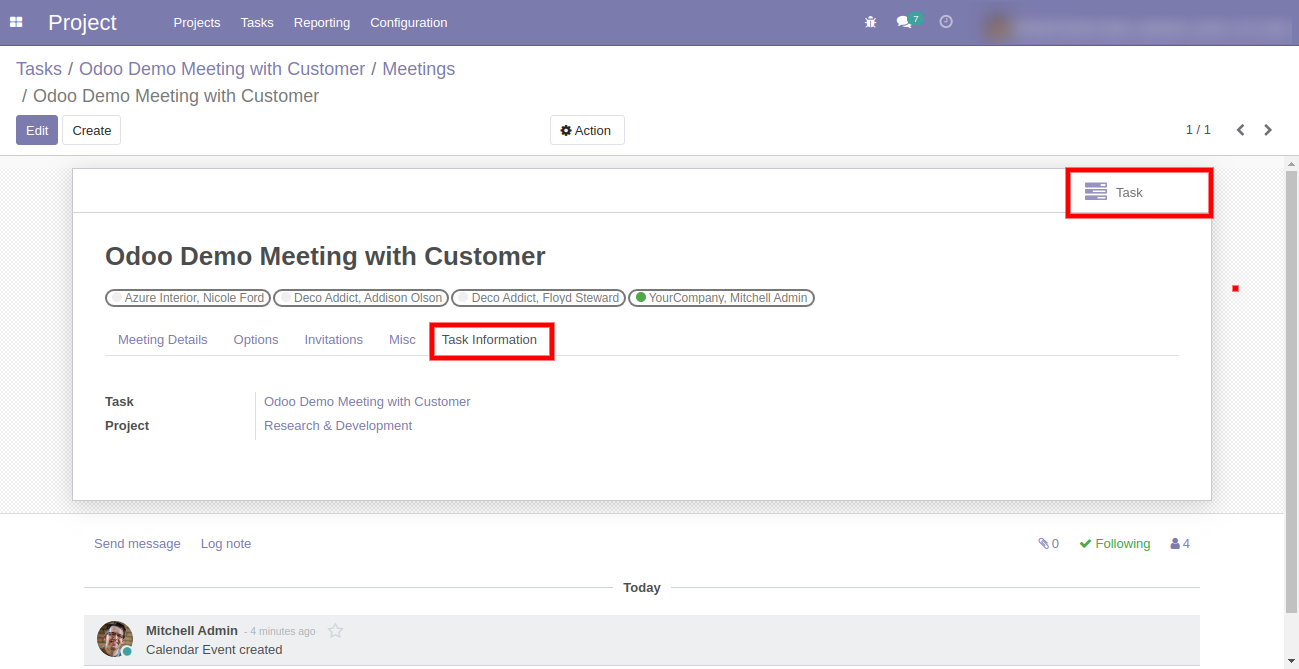 Project Projects Tasks Reporting Configuration 7
Tasks / Odoo Demo Meeting with Customer / Meetings
/ Odoo Demo Meeting with Customer
Edit Create Action 1 / 1
Task
Odoo Demo Meeting with Customer
Azure Interior, Nicole Ford Deco Addict, Addison Olson Deco Addict, Floyd Steward YourCompany, Mitchell Admin
Meeting Details Options Invitations Misc Task Information
Task Odoo Demo Meeting with Customer
Project Research & Development
Send message Log note 0 Following 4
Today
Mitchell Admin - 4 minutes ago
Calendar Event created